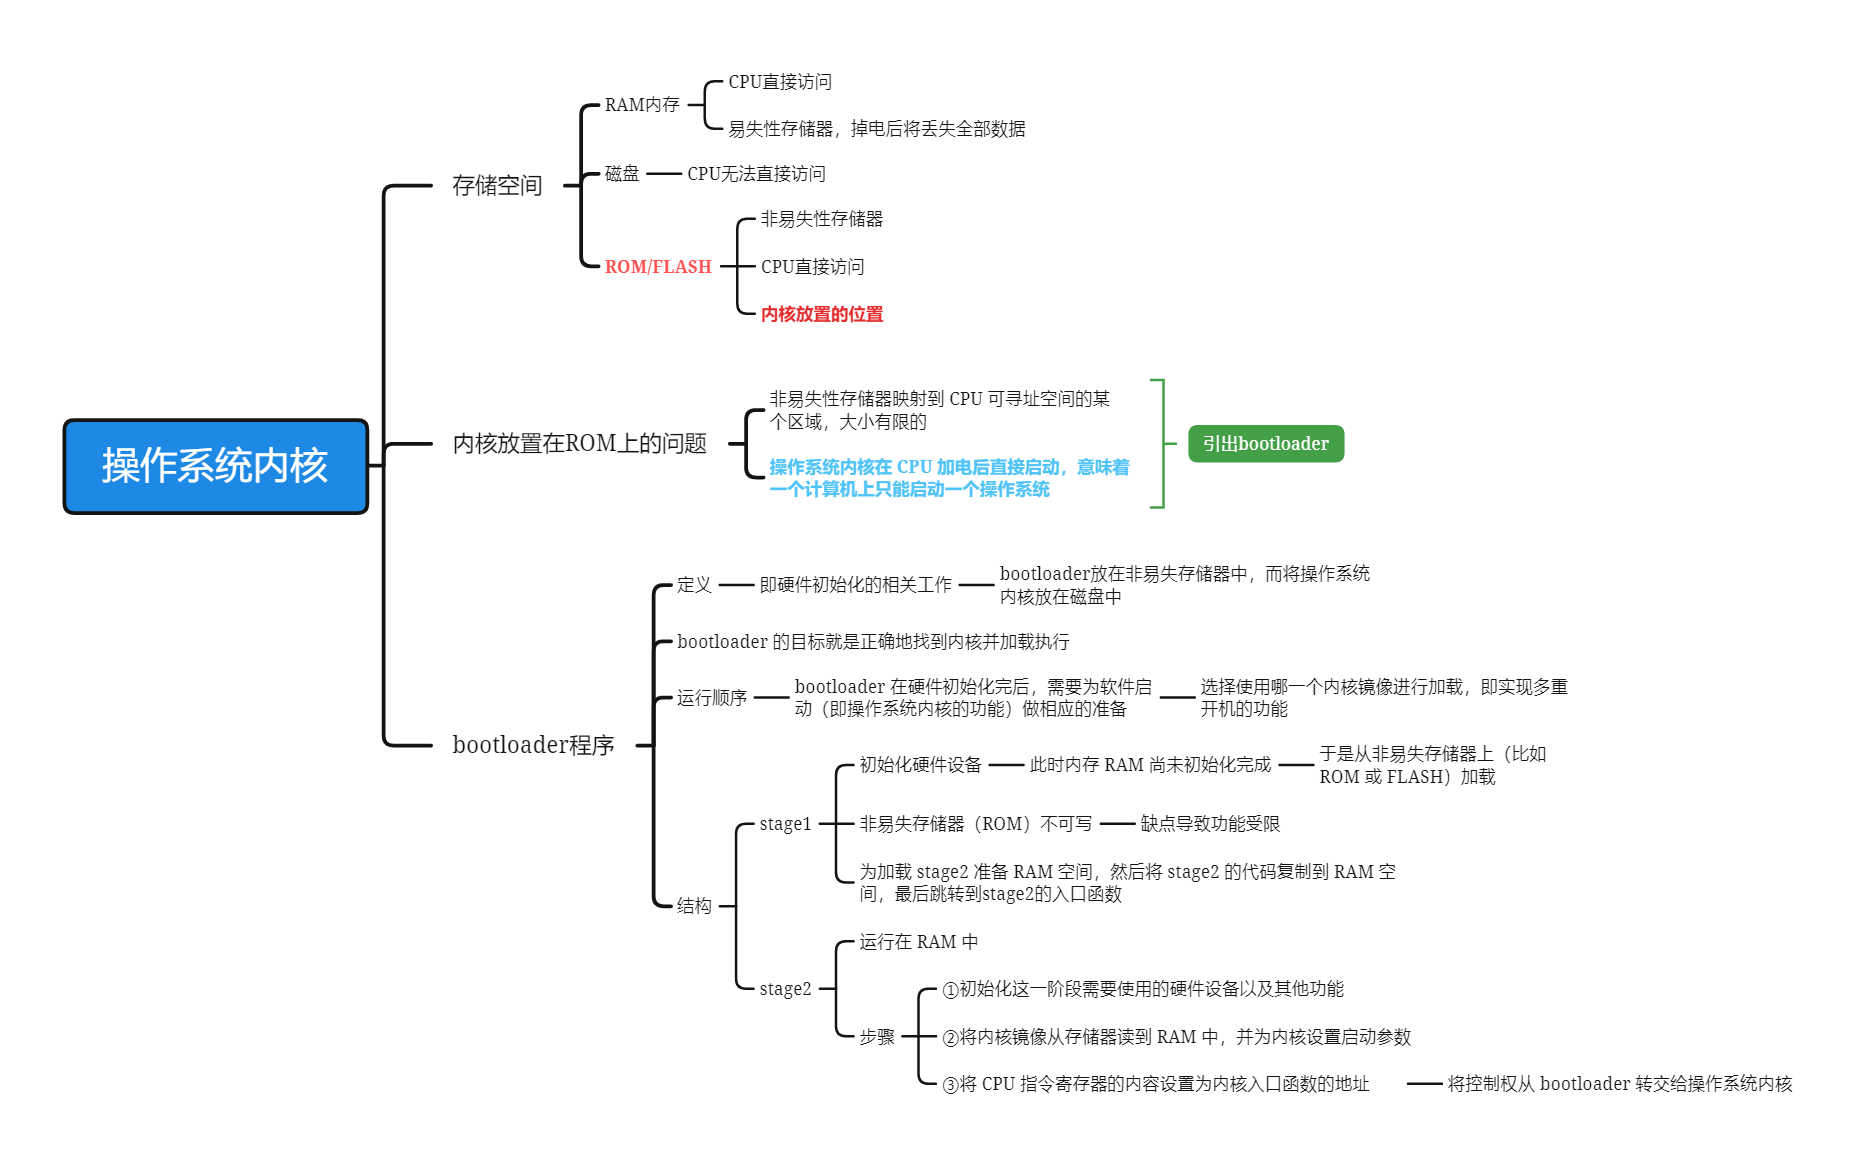 操作系统内核
存储空间
RAM内存
CPU直接访问
易失性存储器，掉电后将丢失全部数据
磁盘
CPU无法直接访问
ROM/FLASH
非易失性存储器
CPU直接访问
内核放置的位置
内核放置在ROM上的问题
非易失性存储器映射到 CPU 可寻址空间的某
个区域，大小有限的
操作系统内核在 CPU 加电后直接启动，意味着
一个计算机上只能启动一个操作系统
引出bootloader
bootloader程序
定义
即硬件初始化的相关工作
bootloader放在非易失存储器中，而将操作系统
内核放在磁盘中
bootloader 的目标就是正确地找到内核并加载执行
运行顺序
bootloader 在硬件初始化完后，需要为软件启
动（即操作系统内核的功能）做相应的准备
选择使用哪一个内核镜像进行加载，即实现多重
开机的功能
结构
stage1
初始化硬件设备
此时内存 RAM 尚未初始化完成
于是从非易失存储器上（比如
ROM 或 FLASH）加载
非易失存储器（ROM）不可写
缺点导致功能受限
为加载 stage2 准备 RAM 空间，然后将 stage2 的代码复制到 RAM 空
间，最后跳转到stage2的入口函数
stage2
运行在 RAM 中
步骤
①初始化这一阶段需要使用的硬件设备以及其他功能
②将内核镜像从存储器读到 RAM 中，并为内核设置启动参数
③将 CPU 指令寄存器的内容设置为内核入口函数的地址
将控制权从 bootloader 转交给操作系统内核